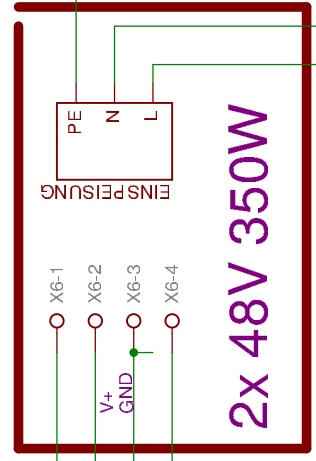 PE
N
L
EINSPEISUNG
X6-1
X6-2
X6-3
X6-4
V+
GND
2x 48V 350W